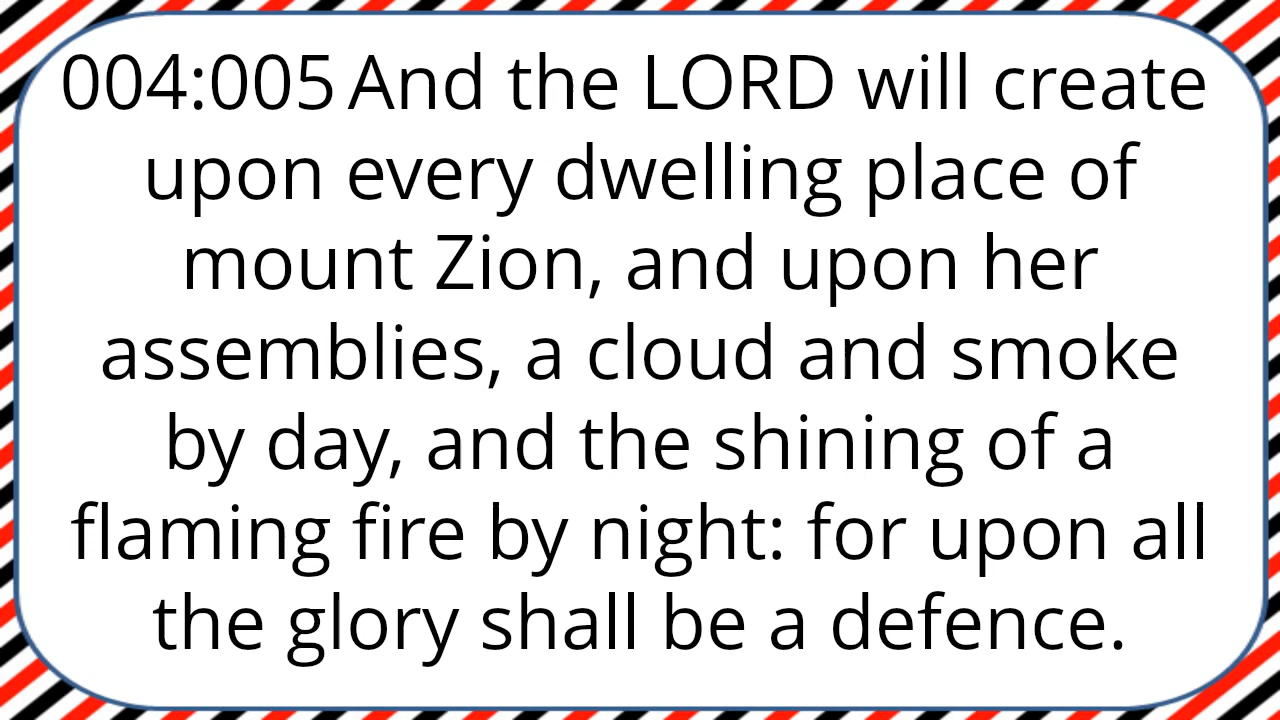 004:005 And the LORD will create
upon every dwelling place of
mount Zion, and upon her
assemblies, a cloud and smoke
by day, and the shining of a
flaming fire by night: for upon all
the glory shall be a defence.